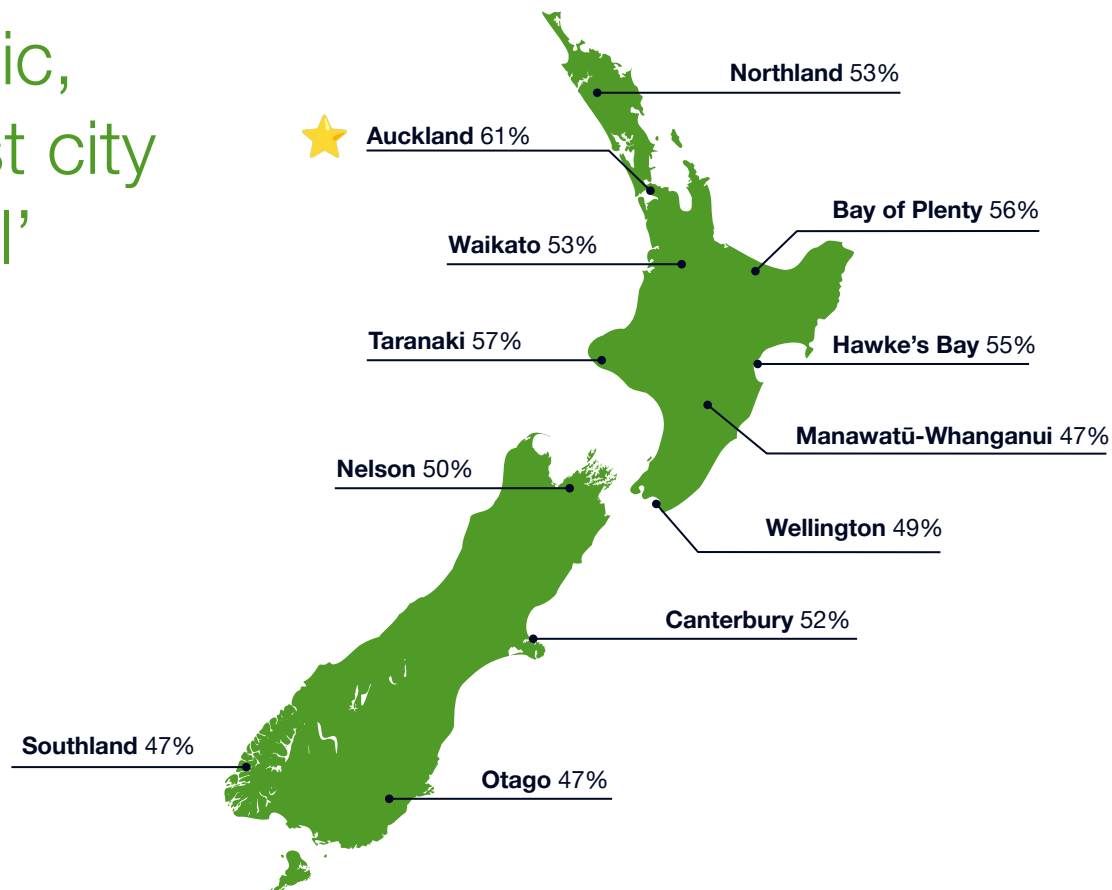 ic,
st city
l’
Northland 53%
Auckland 61%
Bay of Plenty 56%
Waikato 53%
Taranaki 57%
Hawke’s Bay 55%
Manawatū-Whanganui 47%
Nelson 50%
Wellington 49%
Canterbury 52%
Southland 47%
Otago 47%